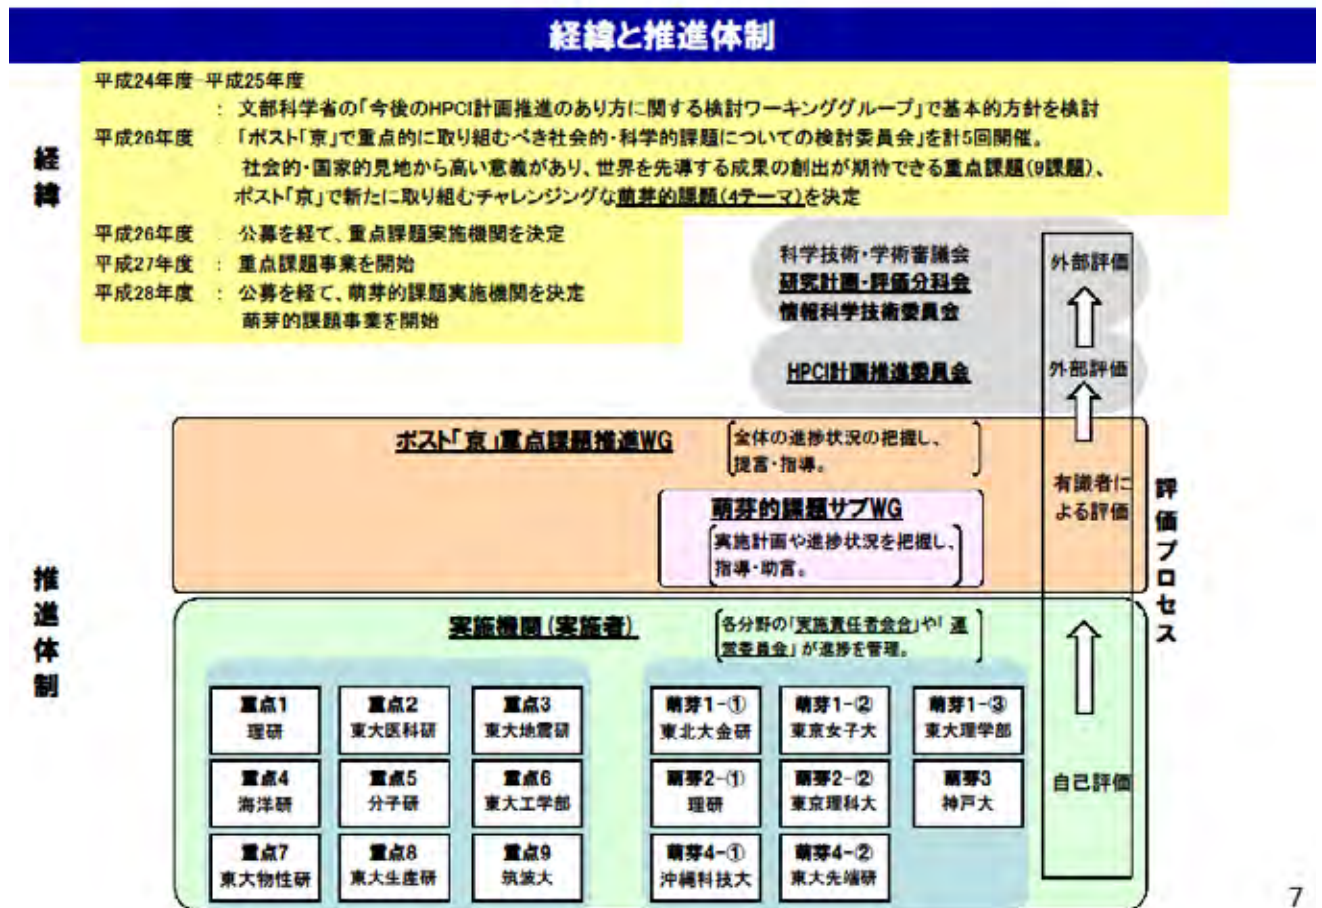 経緯と推進体制
経緯
平成24年度-平成25年度
： 文部科学省の「今後のHPCI計画推進のあり方に関する検討ワーキンググループ」で基本的方針を検討
平成26年度 ： 「ポスト「京」で重点的に取り組むべき社会的・科学的課題についての検討委員会」を計5回開催。
社会的・国家的見地から高い意義があり、世界を先導する成果の創出が期待できる重点課題(9課題)、
ポスト「京」で新たに取り組むチャレンジングな萌芽的課題(4テーマ)を決定
平成26年度 ： 公募を経て、重点課題実施機関を決定
平成27年度 ： 重点課題事業を開始
平成28年度 ： 公募を経て、萌芽的課題実施機関を決定
萌芽的課題事業を開始
科学技術・学術審議会
研究計画・評価分科会
情報科学技術委員会
外部評価
HPCI計画推進委員会
外部評価
推進体制
ポスト「京」重点課題推進WG
全体の進捗状況の把握し、
提言・指導。
萌芽的課題サブWG
実施計画や進捗状況を把握し、
指導・助言。
有識者に
よる評価
評価プロセス
実施機関(実施者)
各分野の「実施責任者会合」や「運
営委員会」が進捗を管理。
重点1
理研
重点2
東大医科研
重点3
東大地震研
重点4
海洋研
重点5
分子研
重点6
東大工学部
重点7
東大物性研
重点8
東大生産研
重点9
筑波大
萌芽1-①
東北大金研
萌芽1-②
東京女子大
萌芽1-③
東大理学部
萌芽2-①
理研
萌芽2-②
東京理科大
萌芽3
神戸大
萌芽4-①
沖縄科技大
萌芽4-②
東大先端研
自己評価
7